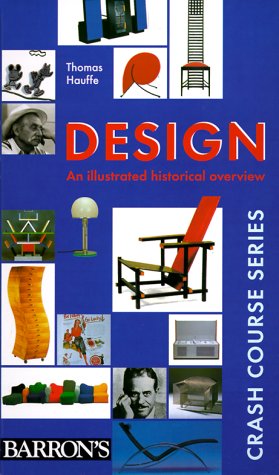 Thomas
Hauffe
DESIGN
An illustrated historical overview
CRASH COURSE SERIES
BARRON'S